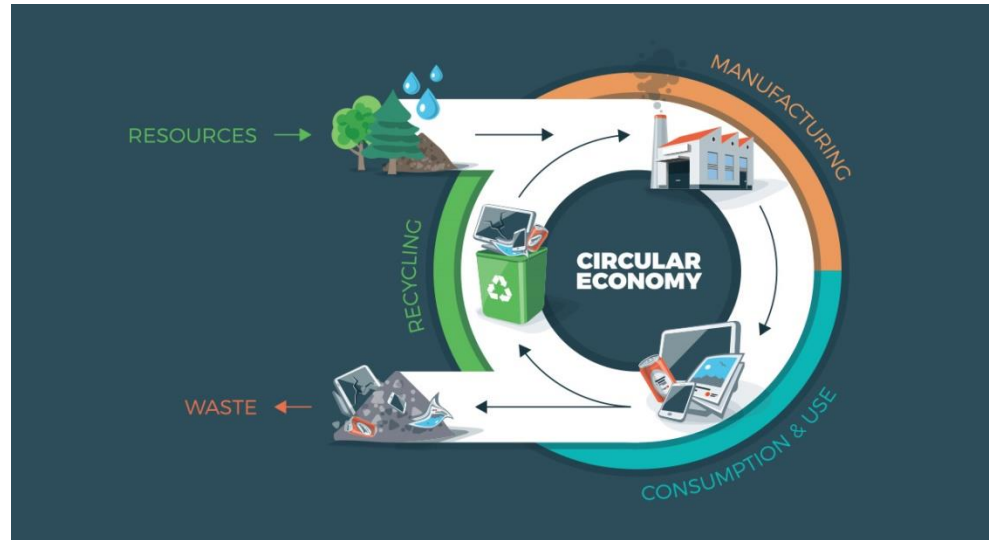 MANUFACTURING
RESOURCES
RECYCLING
CIRCULAR
ECONOMY
WASTE
CONSUMPTION & USE